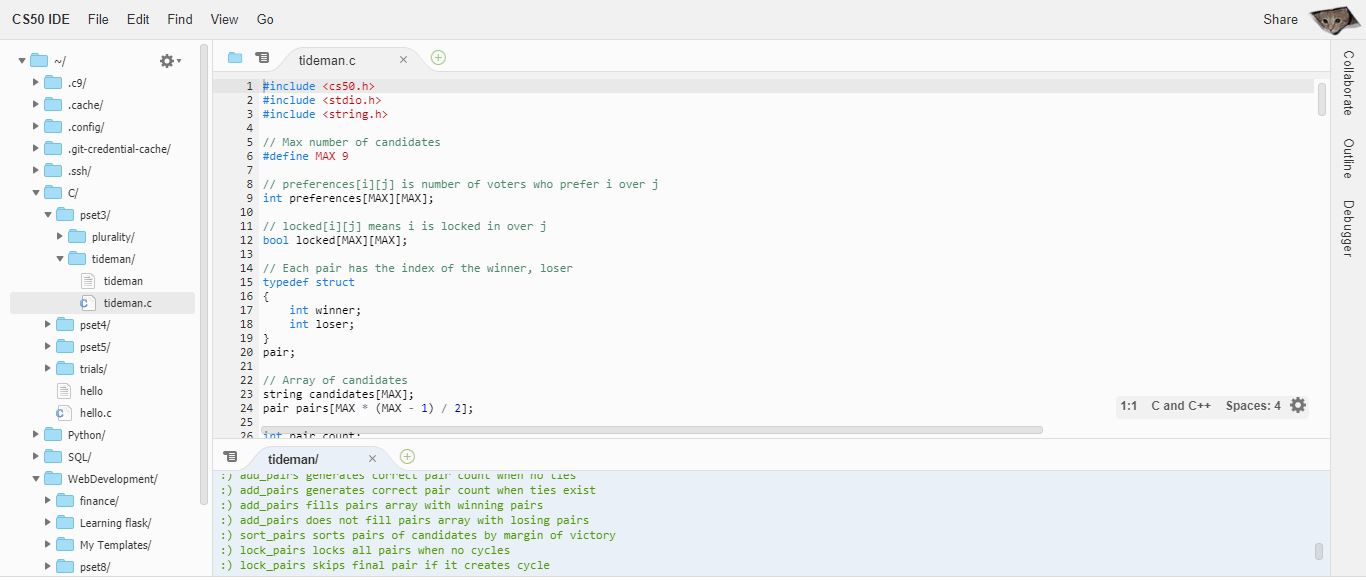 CS50 IDE File Edit Find View Go Share
~/
.c9/
.cache/
.config/
.git-credential-cache/
.ssh/
C/
pset3/
plurality/
tideman/
tideman
tideman.c
pset4/
pset5/
trials/
hello
hello.c
Python/
SQL/
WebDevelopment/
finance/
Learning flask/
My Templates/
pset8/
tideman.c
1 #include <cs50.h>
2 #include <stdio.h>
3 #include <string.h>
4
5 // Max number of candidates
6 #define MAX 9
7
8 // preferences[i][j] is number of voters who prefer i over j
9 int preferences[MAX][MAX];
10
11 // locked[i][j] means i is locked in over j
12 bool locked[MAX][MAX];
13
14 // Each pair has the index of the winner, loser
15 typedef struct
16 {
17     int winner;
18     int loser;
19 }
20 pair;
21
22 // Array of candidates
23 string candidates[MAX];
24 pair pairs[MAX * (MAX - 1) / 2];
25
26 int pair_count;
1:1 C and C++ Spaces: 4
tideman/
:) add_pairs generates correct pair count when no ties
:) add_pairs generates correct pair count when ties exist
:) add_pairs fills pairs array with winning pairs
:) add_pairs does not fill pairs array with losing pairs
:) sort_pairs sorts pairs of candidates by margin of victory
:) lock_pairs locks all pairs when no cycles
:) lock_pairs skips final pair if it creates cycle
Collaborate
Outline
Debugger